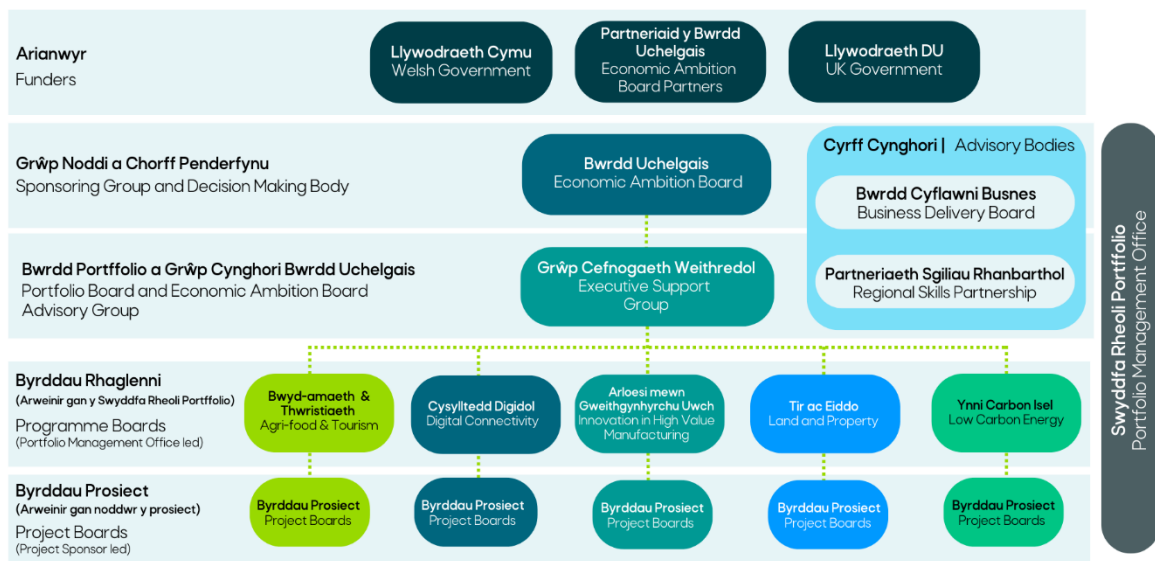 Arianwyr
Funders
Llywodraeth Cymu
Welsh Government
Partneriaid y Bwrdd
Uchelgais
Economic Ambition
Board Partners
Llywodraeth DU
UK Government
Grŵp Noddi a Chorff Penderfynu
Sponsoring Group and Decision Making Body
Bwrdd Uchelgais
Economic Ambition Board
Cyrff Cynghori | Advisory Bodies
Bwrdd Cyflawni Busnes
Business Delivery Board
Partneriaeth Sgiliau Rhanbarthol
Regional Skills Partnership
Bwrdd Portffolio a Grŵp Cynghori Bwrdd Uchelgais
Portfolio Board and Economic Ambition Board
Advisory Group
Grŵp Cefnogaeth Weithredol
Executive Support
Group
Byrddau Rhaglenni
(Arweinir gan y Swyddfa Rheoli Portffolio)
Programme Boards
(Portfolio Management Office led)
Bwyd-amaeth &
Thwristiaeth
Agri-food & Tourism
Cysylltedd Digidol
Digital Connectivity
Arloesi mewn
Gweithgynhyrchu Uwch
Innovation in High Value
Manufacturing
Tir ac Eiddo
Land and Property
Ynni Carbon Isel
Low Carbon Energy
Byrddau Prosiect
(Arweinir gan noddwr y prosiect)
Project Boards
(Project Sponsor led)
Byrddau Prosiect
Project Boards
Byrddau Prosiect
Project Boards
Byrddau Prosiect
Project Boards
Byrddau Prosiect
Project Boards
Byrddau Prosiect
Project Boards
Swyddfa Rheoli Portffolio
Portfolio Management Office